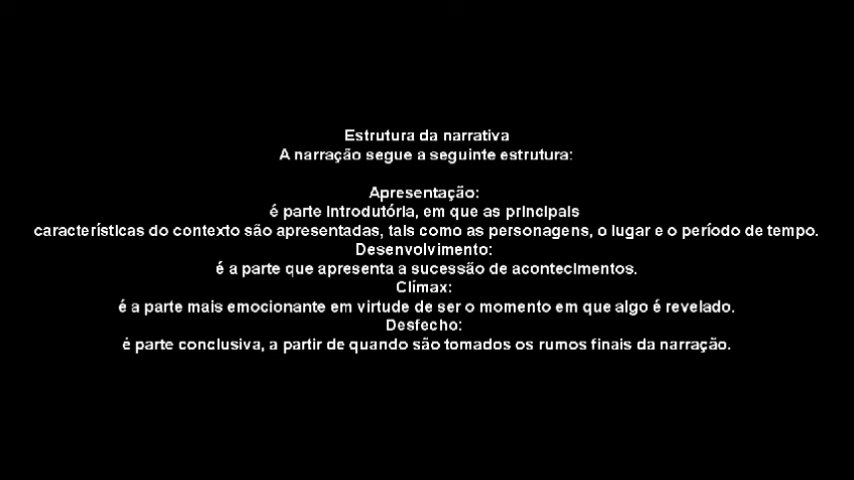 Estrutura da narrativa
A narração segue a seguinte estrutura:
Apresentação:
é parte introdutória, em que as principais
características do contexto são apresentadas, tais como as personagens, o lugar e o período de tempo.
Desenvolvimento:
é a parte que apresenta a sucessão de acontecimentos.
Clímax:
é a parte mais emocionante em virtude de ser o momento em que algo é revelado.
Desfecho:
é parte conclusiva, a partir de quando são tomados os rumos finais da narração.